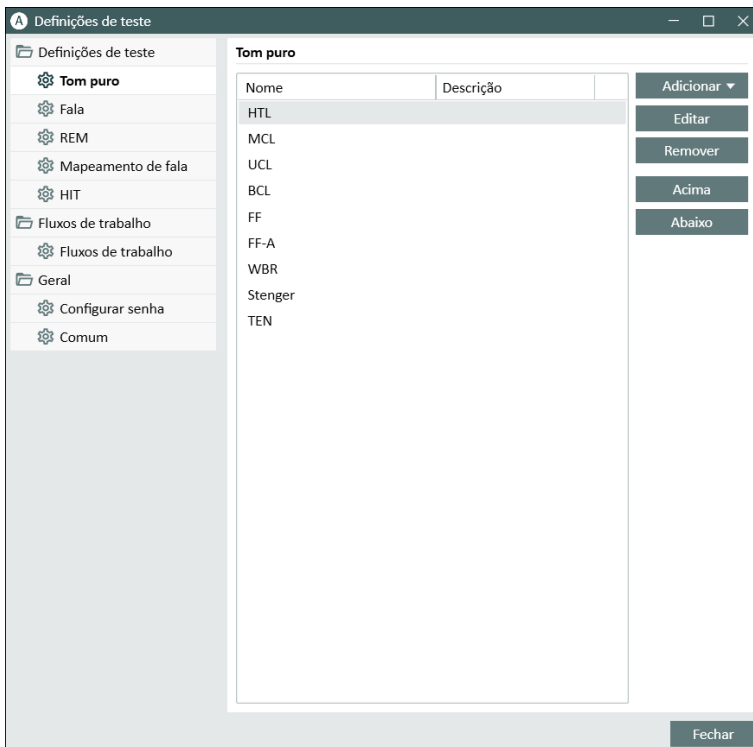 A Definições de teste
Definições de teste
Tom puro
Fala
REM
Mapeamento de fala
HIT
Fluxos de trabalho
Fluxos de trabalho
Geral
Configurar senha
Comum
Tom puro
Nome Descrição
HTL
MCL
UCL
BCL
FF
FF-A
WBR
Stenger
TEN
Adicionar
Editar
Remover
Acima
Abaixo
Fechar